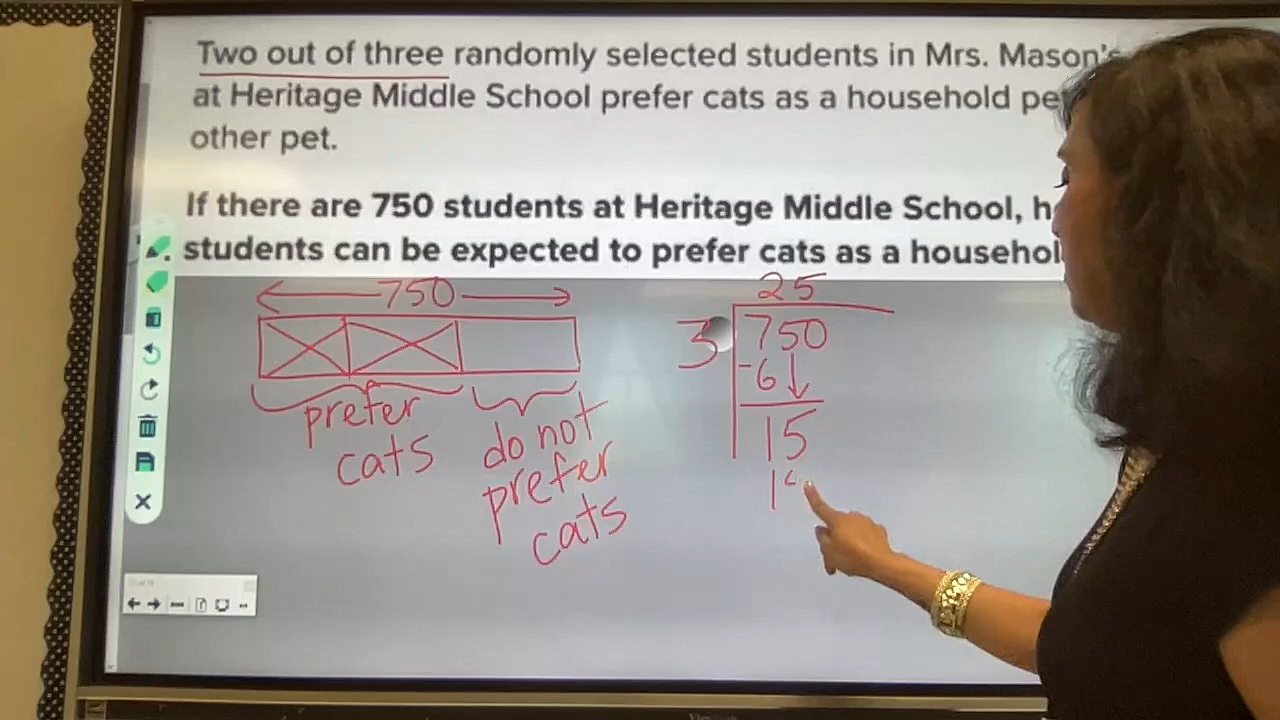 Two out of three randomly selected students in Mrs. Mason's
at Heritage Middle School prefer cats as a household
other pet.
If there are 750 students at Heritage Middle School,
students can be expected to prefer cats as a
750
prefer
cats
do not
prefer
cats
25
3 750
-6
15